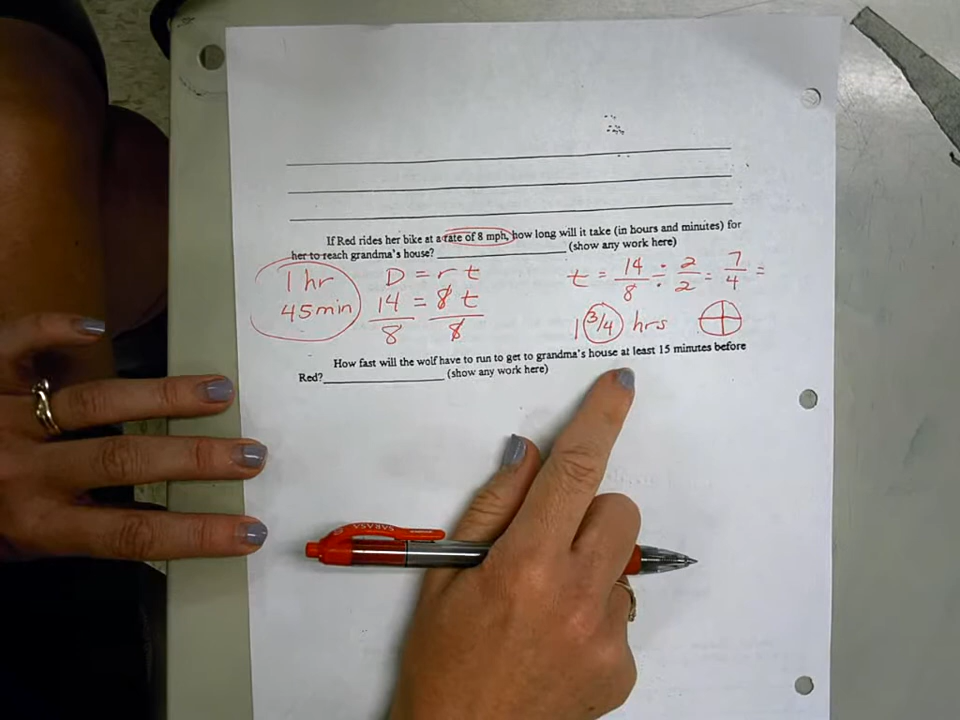 If Red rides her bike at a rate of 8 mph, how long will it take (in hours and minutes) for
her to reach grandma's house? ____________________ (show any work here)
1 hr
45 min
D = r t
14 = 8 t
8 8
t = 14/8 ÷ 2/2 = 7/4 =
1 3/4 hrs
How fast will the wolf have to run to get to grandma's house at least 15 minutes before
Red?____________________ (show any work here)
SARASA